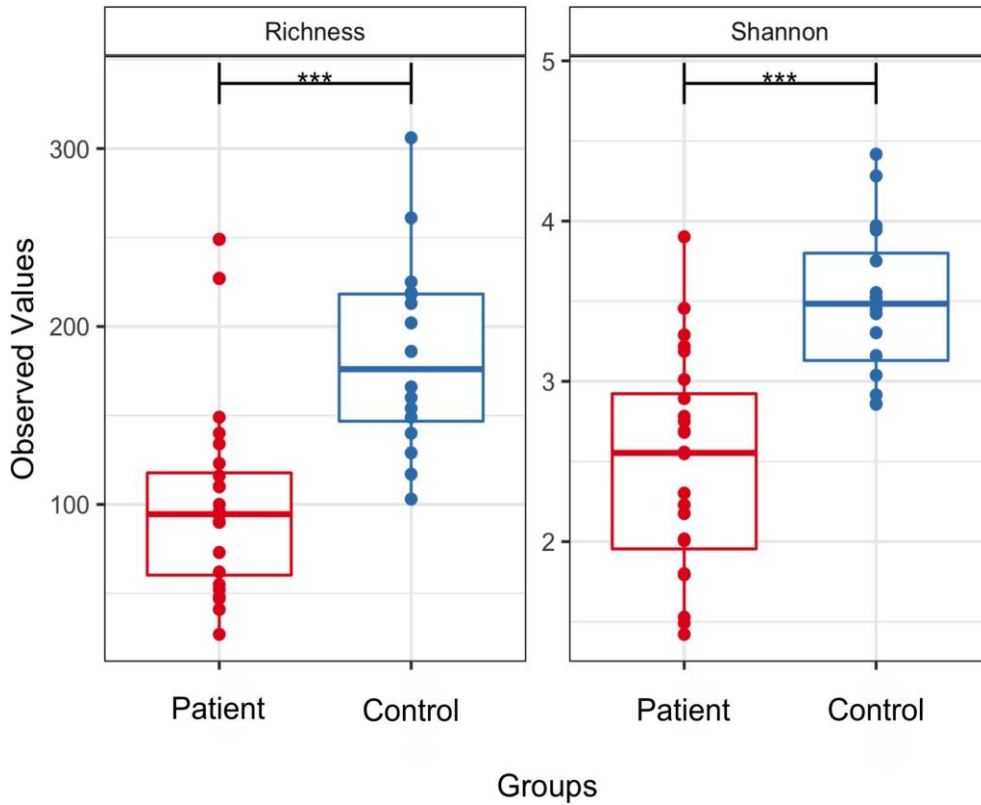 Richness
Shannon
***
***
Observed Values
300
200
100
5
4
3
2
Patient
Control
Patient
Control
Groups